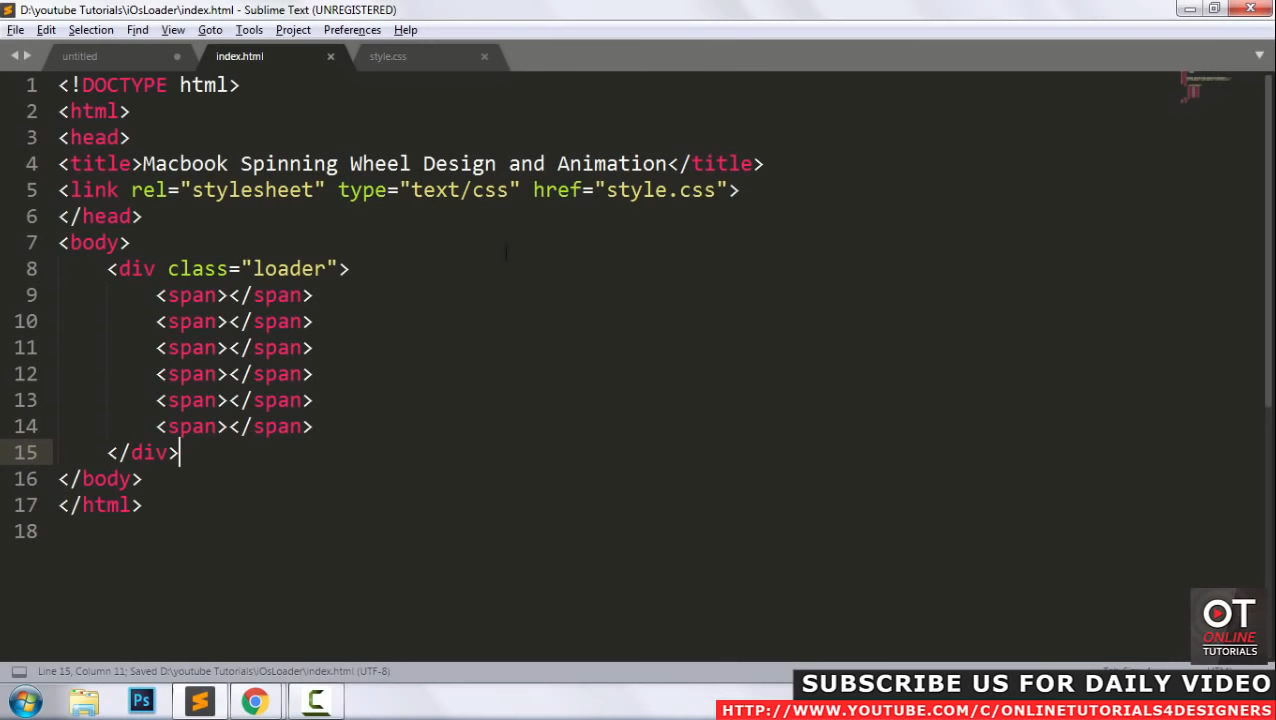 D:\youtube Tutorials\iOsLoader\index.html - Sublime Text (UNREGISTERED)
File Edit Selection Find View Goto Tools Project Preferences Help
untitled index.html style.css
1 <!DOCTYPE html>
2 <html>
3 <head>
4 <title>Macbook Spinning Wheel Design and Animation</title>
5 <link rel="stylesheet" type="text/css" href="style.css">
6 </head>
7 <body>
8 <div class="loader">
9 <span></span>
10 <span></span>
11 <span></span>
12 <span></span>
13 <span></span>
14 <span></span>
15 </div>
16 </body>
17 </html>
18
OT
ONLINE
TUTORIALS
Line 15, Column 11; Saved D:\youtube Tutorials\iOsLoader\index.html (UTF-8)
Ps
C
SUBSCRIBE US FOR DAILY VIDEO
HTTP://WWW.YOUTUBE.COM/C/ONLINETUTORIALS4DESIGNERS